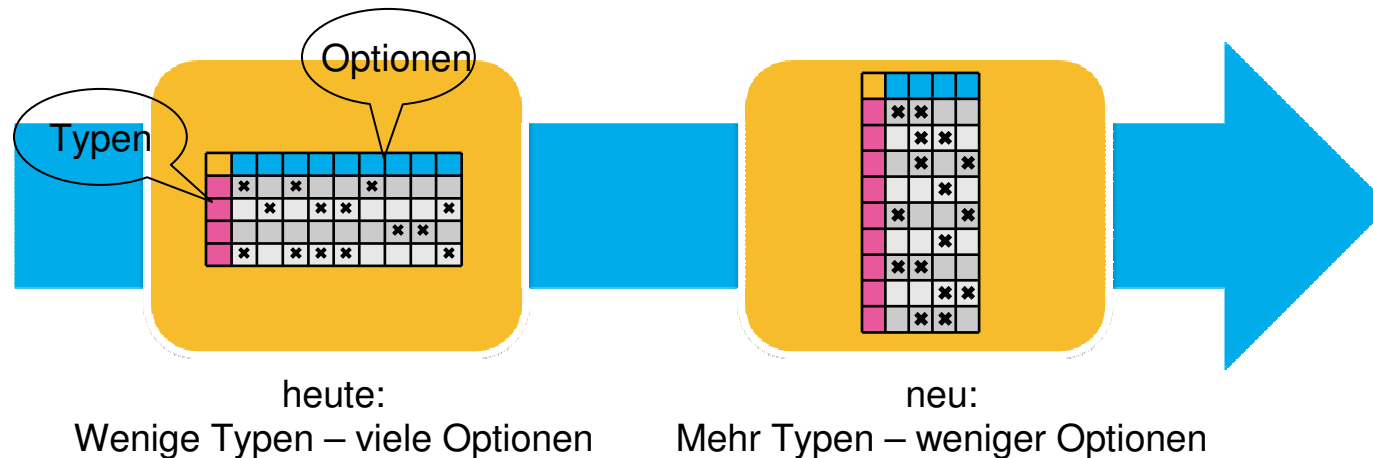 Optionen
Typen
heute:
Wenige Typen – viele Optionen
neu:
Mehr Typen – weniger Optionen